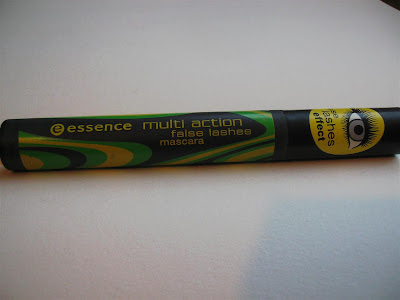 essence multi action
false lashes
mascara
lashes
effect